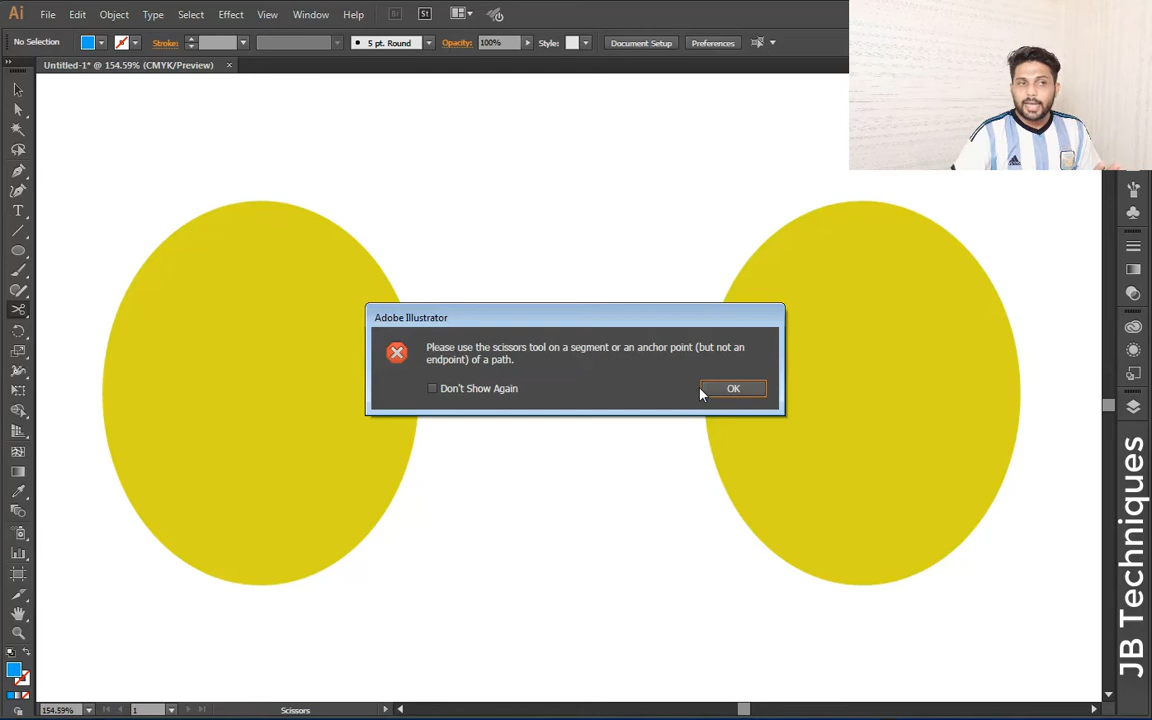 Ai File Edit Object Type Select Effect View Window Help Br St
No Selection Stroke: 5 pt. Round Opacity: 100% Style: Document Setup Preferences
Untitled-1* @ 154.59% (CMYK/Preview) ×
Adobe Illustrator
Please use the scissors tool on a segment or an anchor point (but not an
endpoint) of a path.
Don't Show Again OK
T
JB Techniques
154.59% 1 Scissors